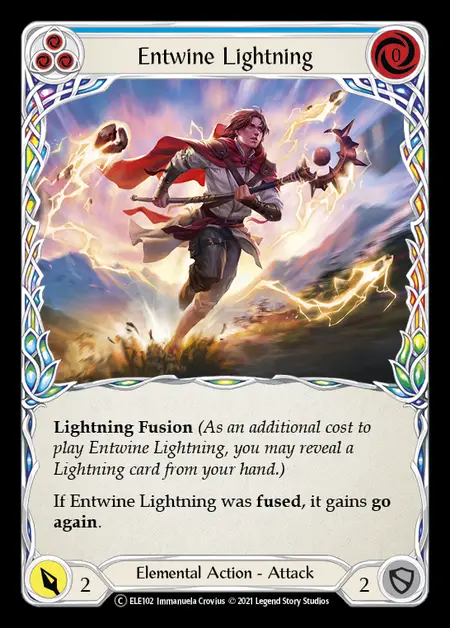 Entwine Lightning
0
Lightning Fusion (As an additional cost to
play Entwine Lightning, you may reveal a
Lightning card from your hand.)
If Entwine Lightning was fused, it gains go
again.
2
Elemental Action - Attack
2
C ELE102 Immanuela Crovius © 2021 Legend Story Studios